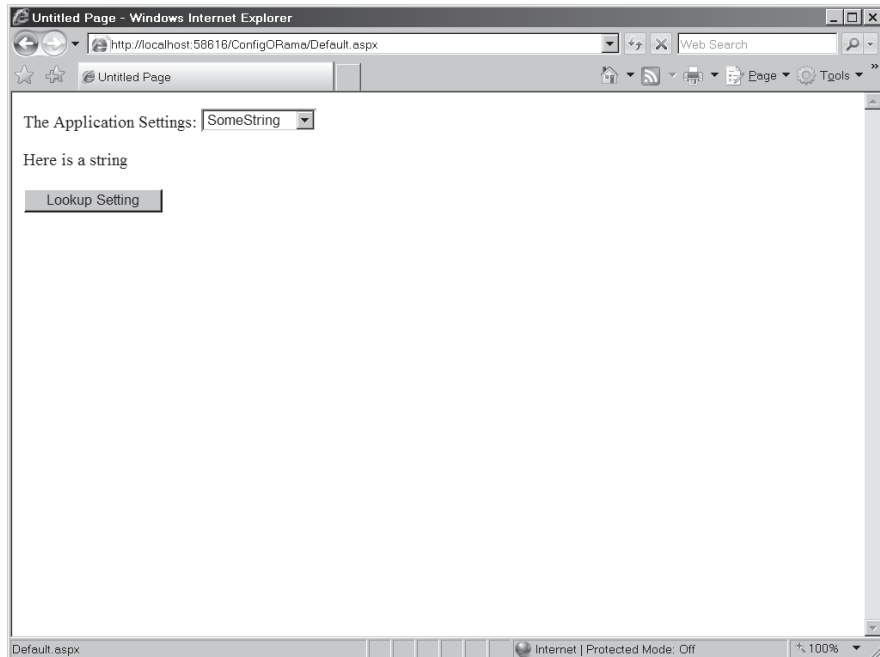 Untitled Page - Windows Internet Explorer
http://localhost:58616/ConfigORama/Default.aspx
Web Search
Untitled Page
Page
Tools
»
The Application Settings: SomeString
Here is a string
Lookup Setting
Default.aspx
Internet | Protected Mode: Off
100%